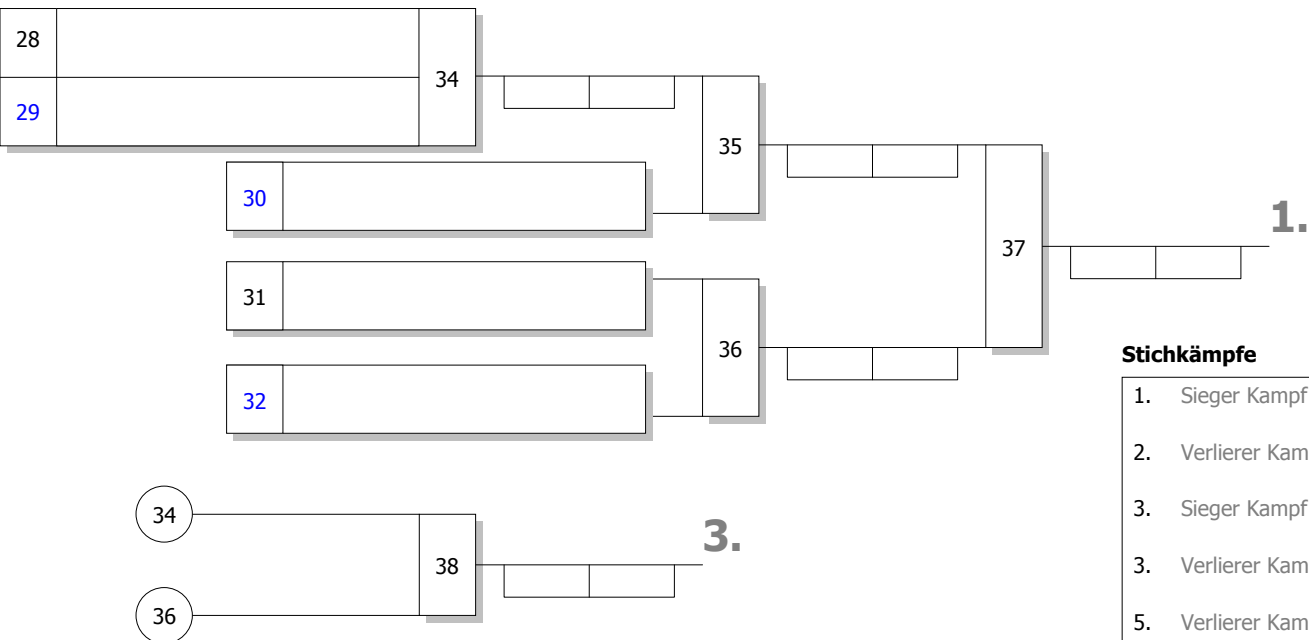 28
34
29
35
30
1.
37
31
36
Stichkämpfe
32
1. Sieger Kampf
2. Verlierer Kam
34
3. Sieger Kampf
3.
38
3. Verlierer Kam
36
5. Verlierer Kam